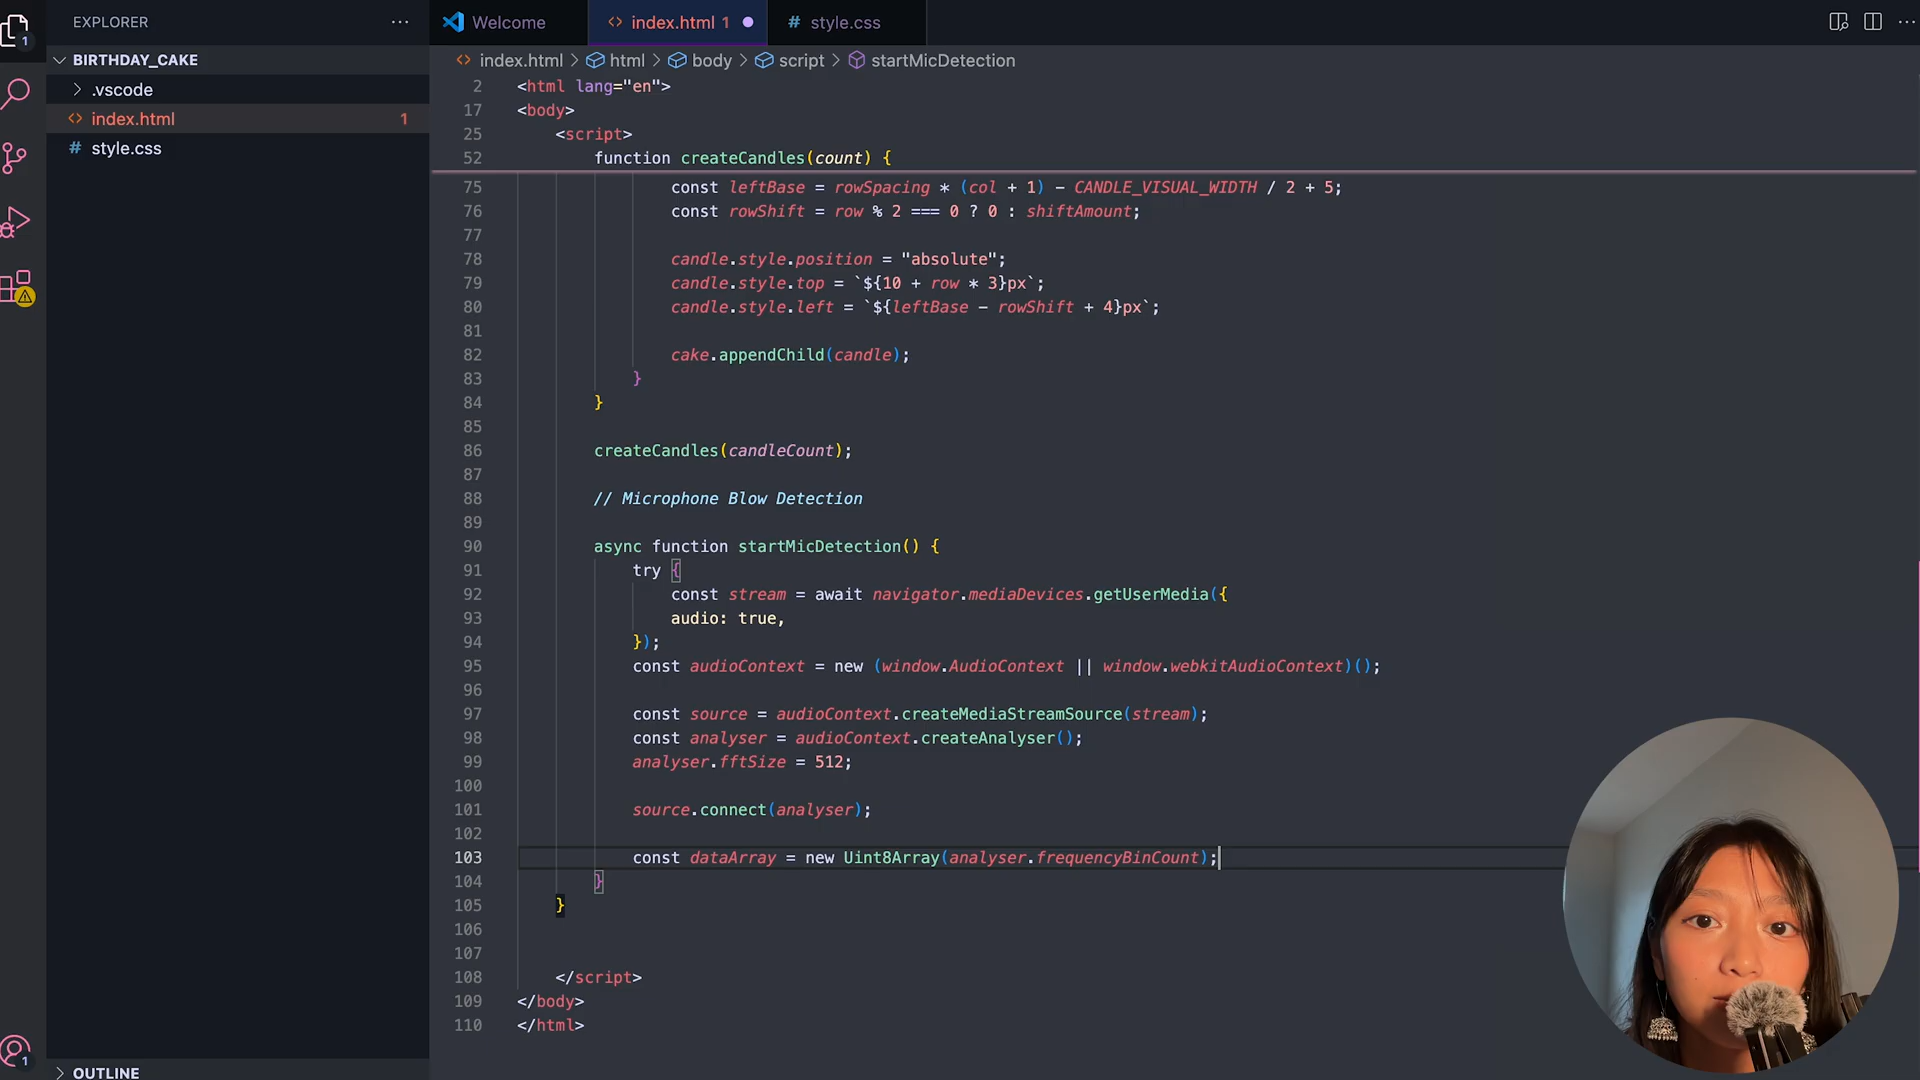 EXPLORER
BIRTHDAY_CAKE
.vscode
index.html 1
style.css
OUTLINE
1
1
Welcome
index.html 1
style.css
index.html > html > body > script > startMicDetection
2 <html lang="en">
17 <body>
25 <script>
52 function createCandles(count) {
75 const leftBase = rowSpacing * (col + 1) - CANDLE_VISUAL_WIDTH / 2 + 5;
76 const rowShift = row % 2 === 0 ? 0 : shiftAmount;
77
78 candle.style.position = "absolute";
79 candle.style.top = `${10 + row * 3}px`;
80 candle.style.left = `${leftBase - rowShift + 4}px`;
81
82 cake.appendChild(candle);
83 }
84 }
85
86 createCandles(candleCount);
87
88 // Microphone Blow Detection
89
90 async function startMicDetection() {
91 try {
92 const stream = await navigator.mediaDevices.getUserMedia({
93 audio: true,
94 });
95 const audioContext = new (window.AudioContext || window.webkitAudioContext)();
96
97 const source = audioContext.createMediaStreamSource(stream);
98 const analyser = audioContext.createAnalyser();
99 analyser.fftSize = 512;
100
101 source.connect(analyser);
102
103 const dataArray = new Uint8Array(analyser.frequencyBinCount);
104 }
105 }
106
107
108 </script>
109 </body>
110 </html>